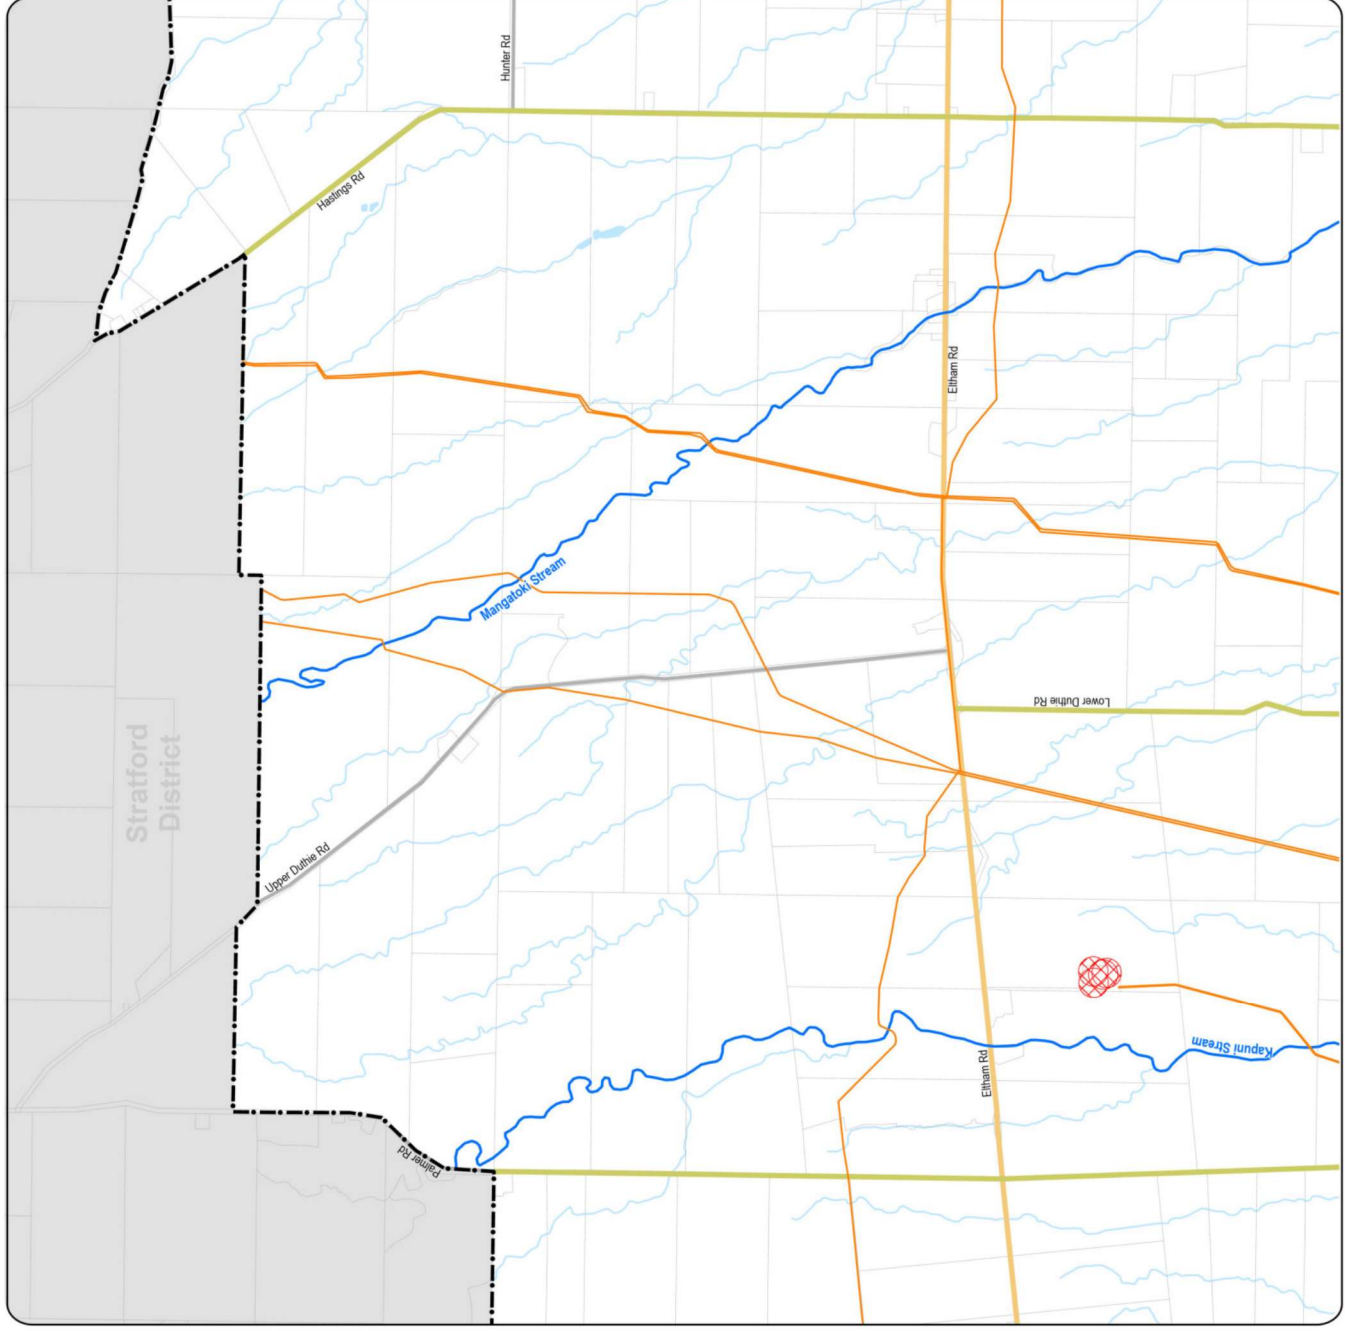 Hunter Rd
Hastings Rd
Eltham Rd
Mangatoki Stream
Lower Duthie Rd
Stratford
District
Upper Duthie Rd
Kapuni Stream
Eltham Rd
Palmer Rd